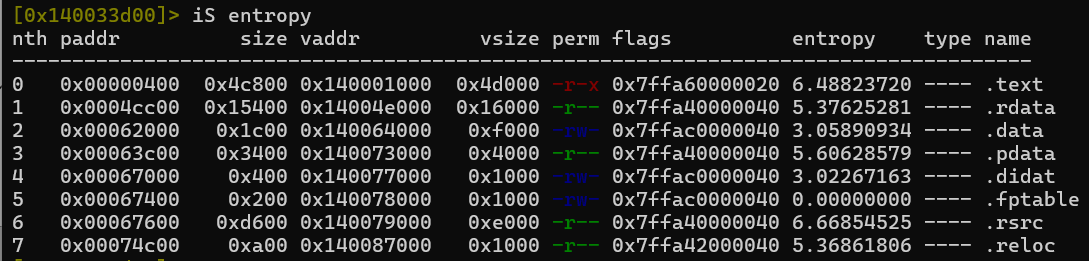 [0x140033d00]> iS entropy
nth paddr size vaddr vsize perm flags entropy type name
-------------------------------------------------------------------------------------
0 0x00000400 0x4c800 0x140001000 0x4d000 -r-x 0x7ffa60000020 6.48823720 ---- .text
1 0x0004cc00 0x15400 0x14004e000 0x16000 -r-- 0x7ffa40000040 5.37625281 ---- .rdata
2 0x00062000 0x1c00 0x140064000 0xf000 -rw- 0x7ffac0000040 3.05890934 ---- .data
3 0x00063c00 0x3400 0x140073000 0x4000 -r-- 0x7ffa40000040 5.60628579 ---- .pdata
4 0x00067000 0x400 0x140077000 0x1000 -rw- 0x7ffac0000040 3.02267163 ---- .didat
5 0x00067400 0x200 0x140078000 0x1000 -rw- 0x7ffac0000040 0.00000000 ---- .fptable
6 0x00067600 0xd600 0x140079000 0xe000 -r-- 0x7ffa40000040 6.66854525 ---- .rsrc
7 0x00074c00 0xa00 0x140087000 0x1000 -r-- 0x7ffa42000040 5.36861806 ---- .reloc